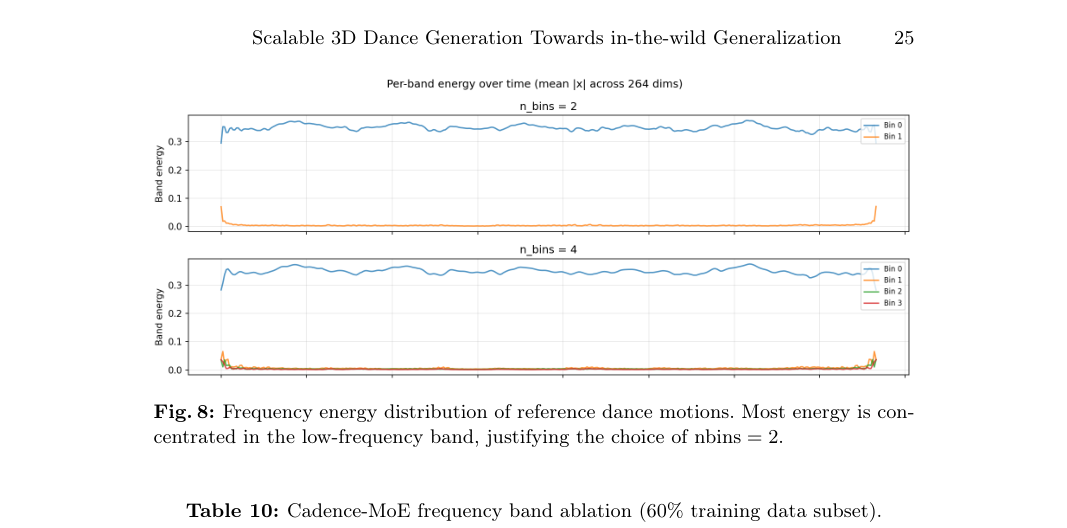 Scalable 3D Dance Generation Towards in-the-wild Generalization 25
Per-band energy over time (mean |x| across 264 dims)
n_bins = 2
Band energy
0.3
0.2
0.1
0.0
Bin 0
Bin 1
n_bins = 4
Band energy
0.3
0.2
0.1
0.0
Bin 0
Bin 1
Bin 2
Bin 3
Fig. 8: Frequency energy distribution of reference dance motions. Most energy is con-
centrated in the low-frequency band, justifying the choice of nbins = 2.
Table 10: Cadence-MoE frequency band ablation (60% training data subset).